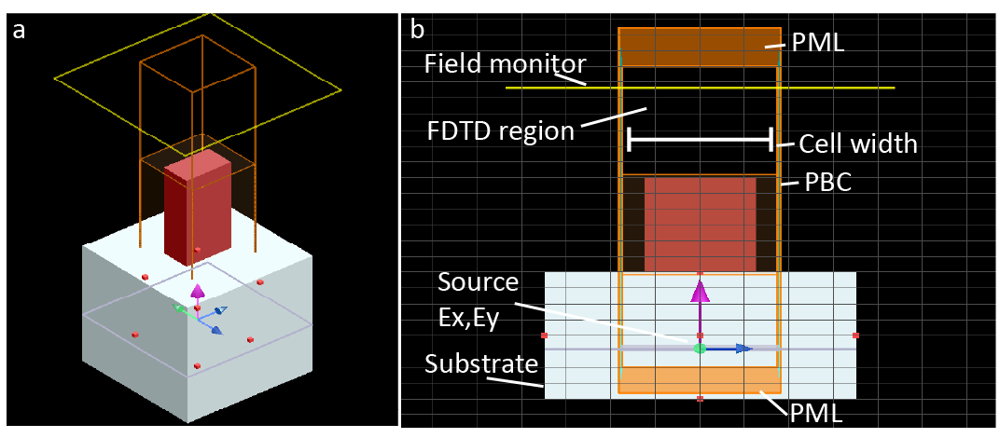 a
b
PML
Field monitor
FDTD region
Cell width
PBC
Source
Ex,Ey
Substrate
PML